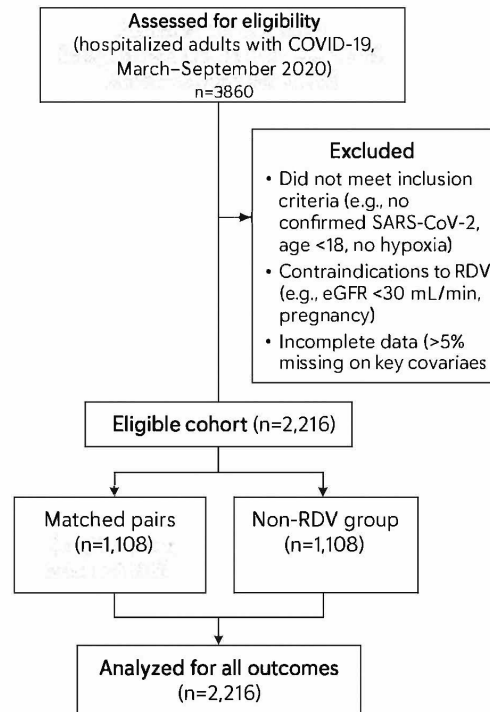 Assessed for eligibility
(hospitalized adults with COVID-19,
March–September 2020)
n=3860
Excluded
• Did not meet inclusion
criteria (e.g., no
confirmed SARS-CoV-2,
age <18, no hypoxia)
• Contraindications to RDV
(e.g., eGFR <30 mL/min,
pregnancy)
• Incomplete data (>5%
missing on key covariaes
Eligible cohort (n=2,216)
Matched pairs
(n=1,108)
Non-RDV group
(n=1,108)
Analyzed for all outcomes
(n=2,216)